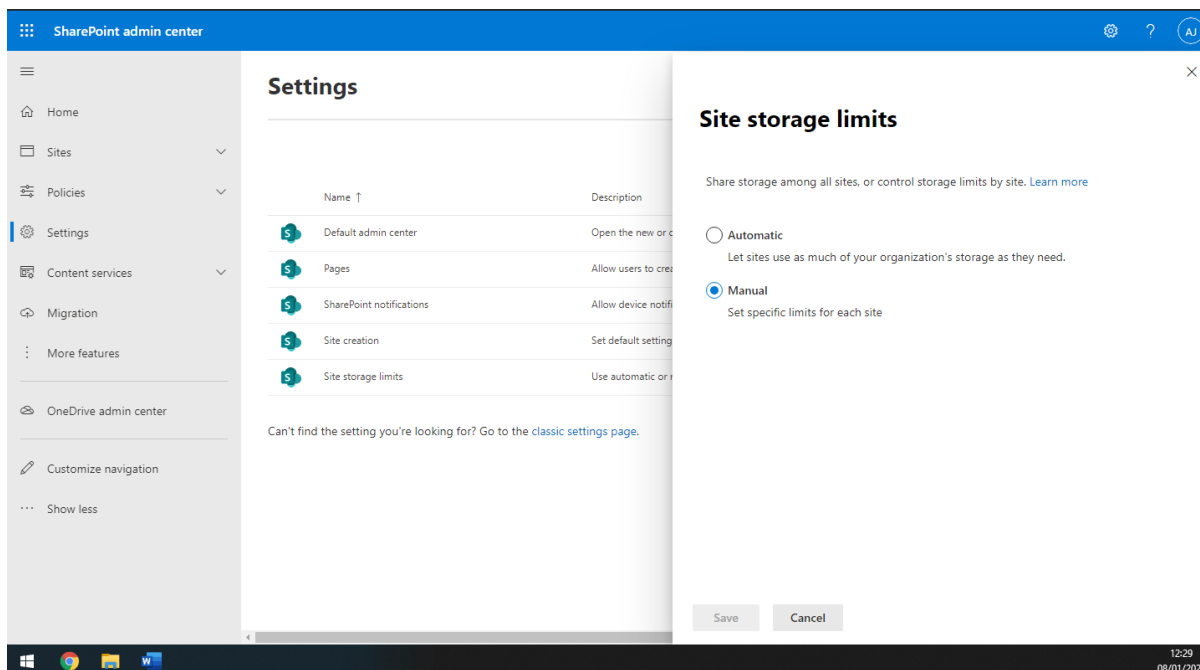 SharePoint admin center
?
AJ
Home
Sites
Policies
Settings
Content services
Migration
More features
OneDrive admin center
Customize navigation
Show less
Settings
Name ↑ Description
S Default admin center Open the new or
S Pages Allow users to
S SharePoint notifications Allow device
S Site creation Set default setting
S Site storage limits Use automatic or
Can't find the setting you're looking for? Go to the classic settings page.
Site storage limits
Share storage among all sites, or control storage limits by site. Learn more
Automatic
Let sites use as much of your organization's storage as they need.
Manual
Set specific limits for each site
Save Cancel
W
12:29